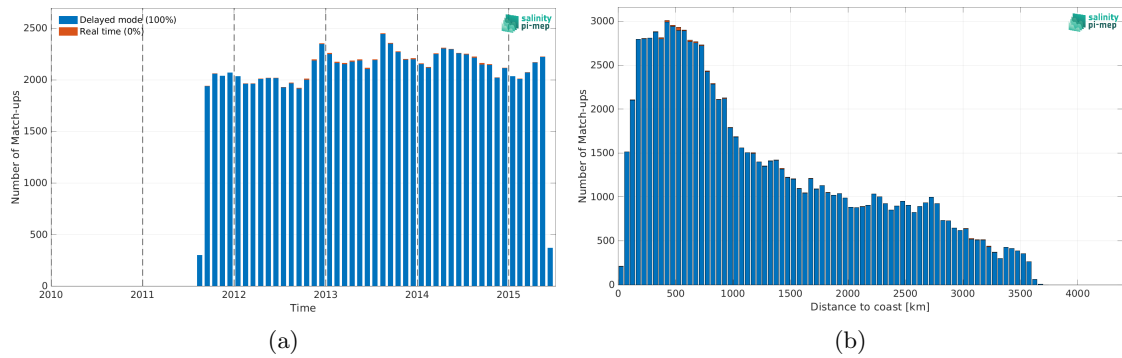 Delayed mode (100%)
Real time (0%)
salinity
pi-mep
2500
2000
1500
1000
500
0
Number of Match-ups
2010
2011
2012
2013
2014
2015
Time
(a)
salinity
pi-mep
3000
2500
2000
1500
1000
500
0
Number of Match-ups
0
500
1000
1500
2000
2500
3000
3500
4000
Distance to coast [km]
(b)